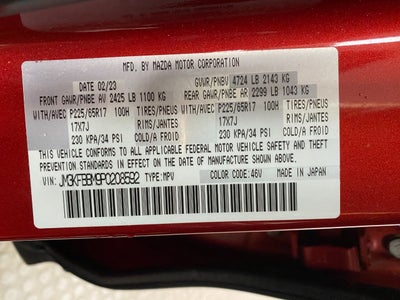 MFD. BY MAZDA MOTOR CORPORATION
DATE 02/23 GVWR/PNBV 4724 LB 2143 KG
FRONT GAWR/PNBE AV 2425 LB 1100 KG REAR GAWR/PNBE AR 2299 LB 1043 KG
WITH/AVEC P225/65R17 100H TIRES/PNEUS WITH/AVEC P225/65R17 100H TIRES/PNEUS
17X7J RIMS/JANTES 17X7J RIMS/JANTES
230 KPA/34 PSI COLD/À FROID 230 KPA/34 PSI COLD/À FROID
THIS VEHICLE CONFORMS TO ALL APPLICABLE FEDERAL MOTOR VEHICLE SAFETY AND THEFT
PREVENTION STANDARDS IN EFFECT ON THE DATE OF MANUFACTURE SHOWN ABOVE.
VIN: JM3KFBBM9P0208592 TYPE:MPV COLOR CODE:46V MADE IN JAPAN